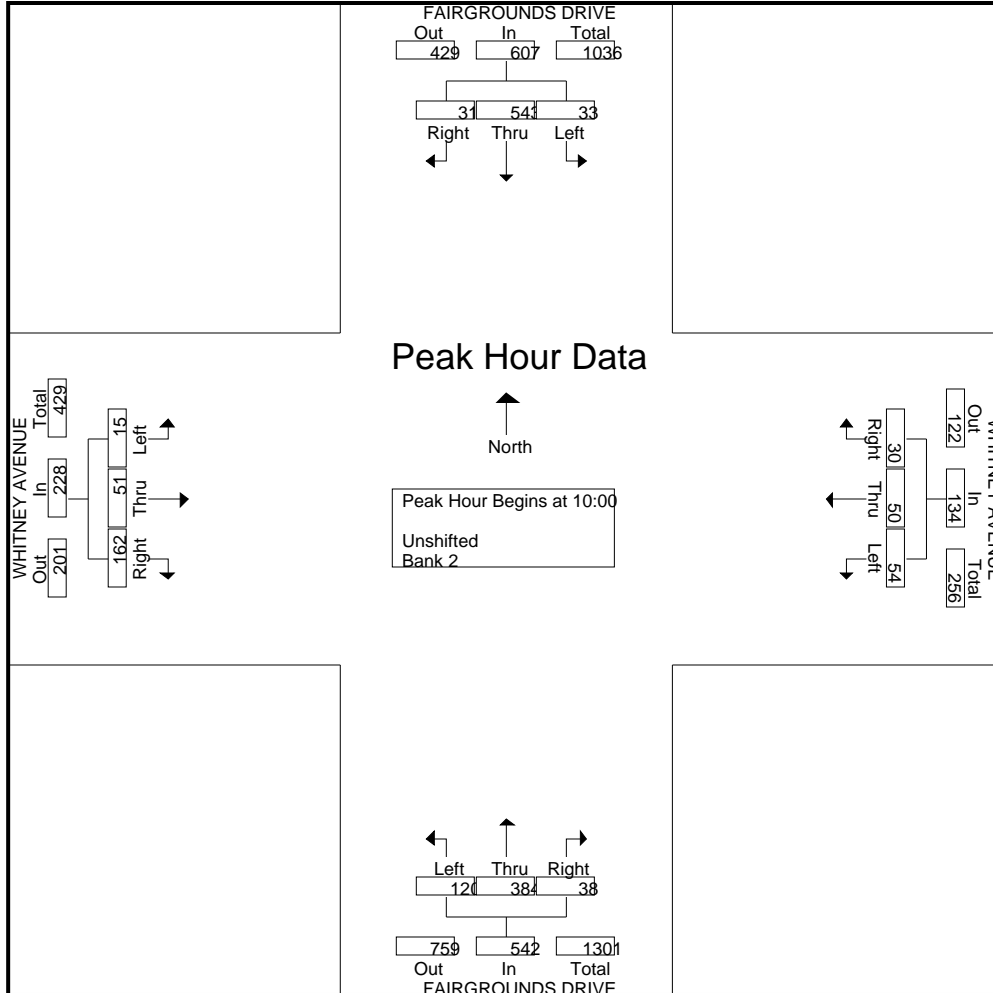 FAIRGROUNDS DRIVE
Out In Total
429 607 1036
31 543 33
Right Thru Left
Peak Hour Data
North
Peak Hour Begins at 10:00
Unshifted
Bank 2
WHITNEY AVENUE
Total In Out
429 228 201
15 51 162
Left Thru Right
WHITNEY AVENUE
Out In Total
122 134 256
30 50 54
Right Thru Left
Left Thru Right
120 384 38
759 542 1301
Out In Total
FAIRGROUNDS DRIVE